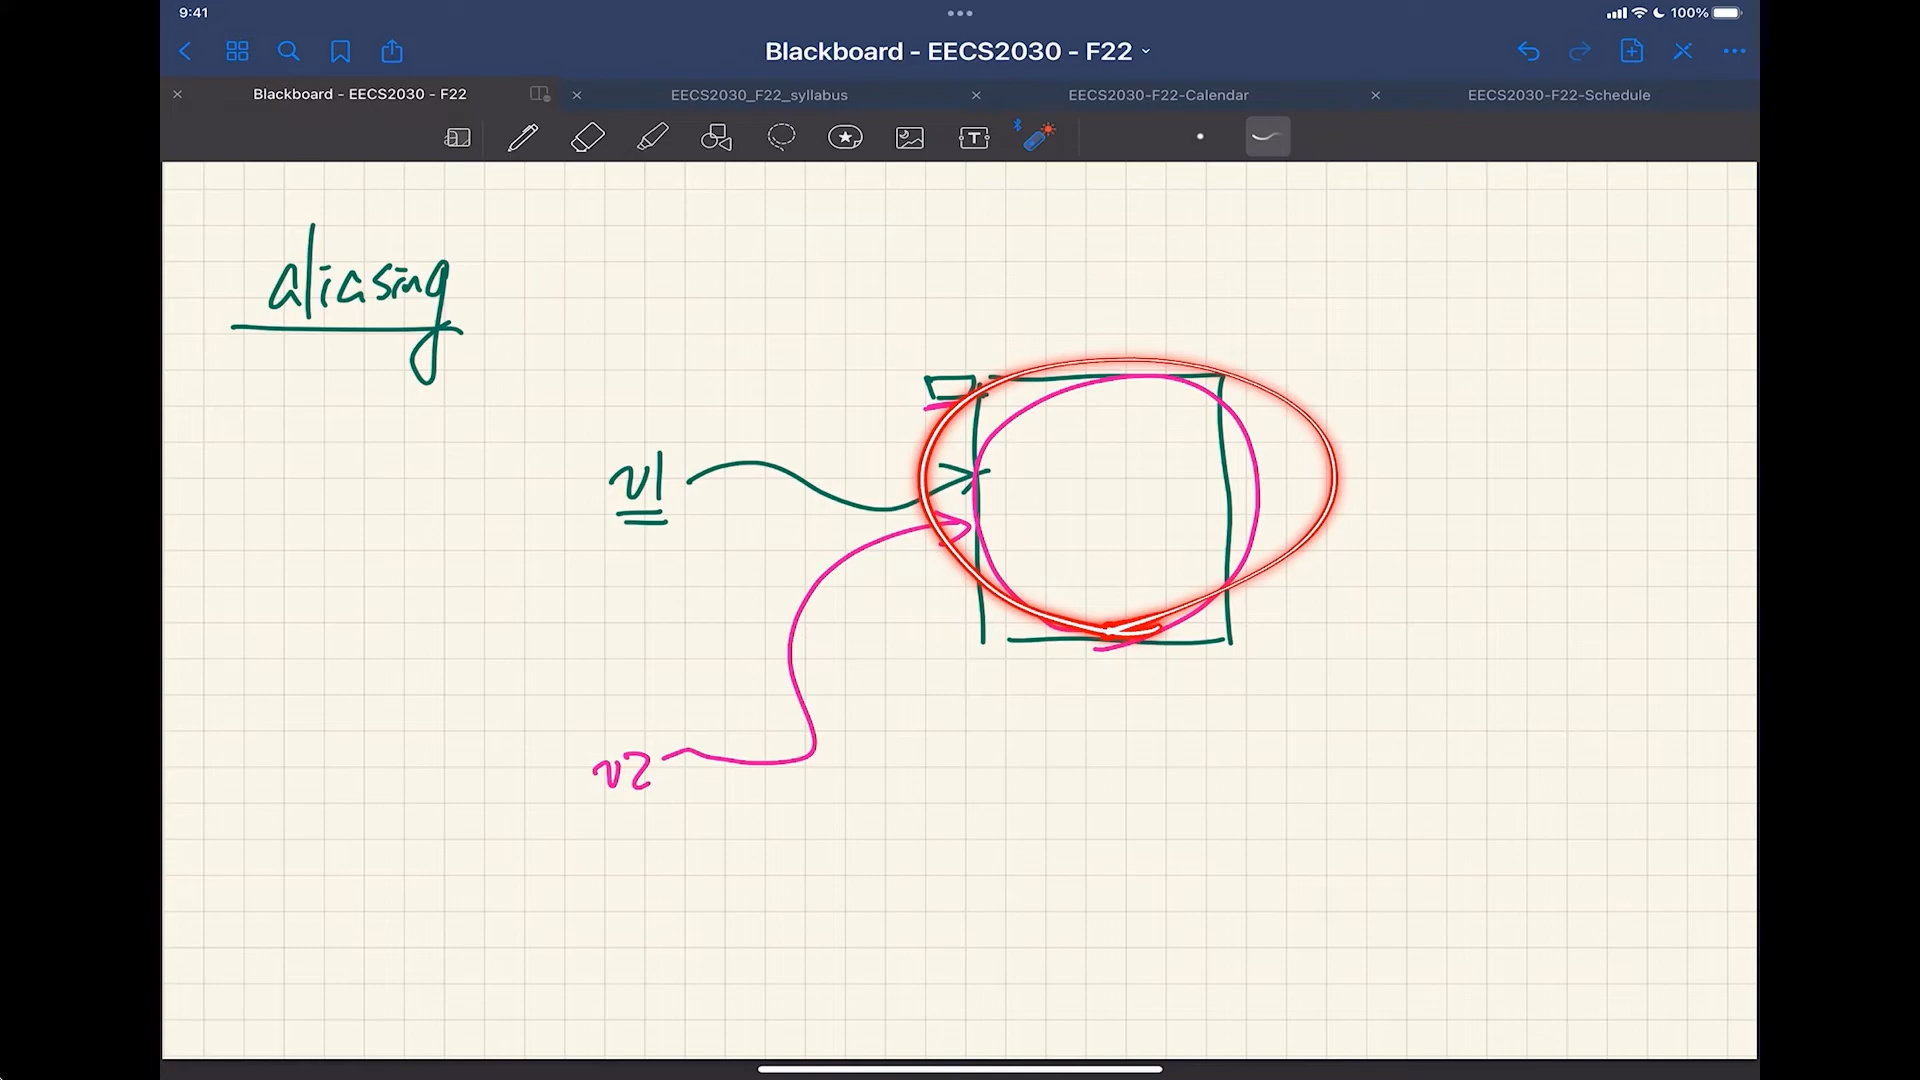 9:41
100%
Blackboard - EECS2030 - F22
Blackboard - EECS2030 - F22
EECS2030_F22_syllabus
EECS2030-F22-Calendar
EECS2030-F22-Schedule
T
aliasing
v1
v2